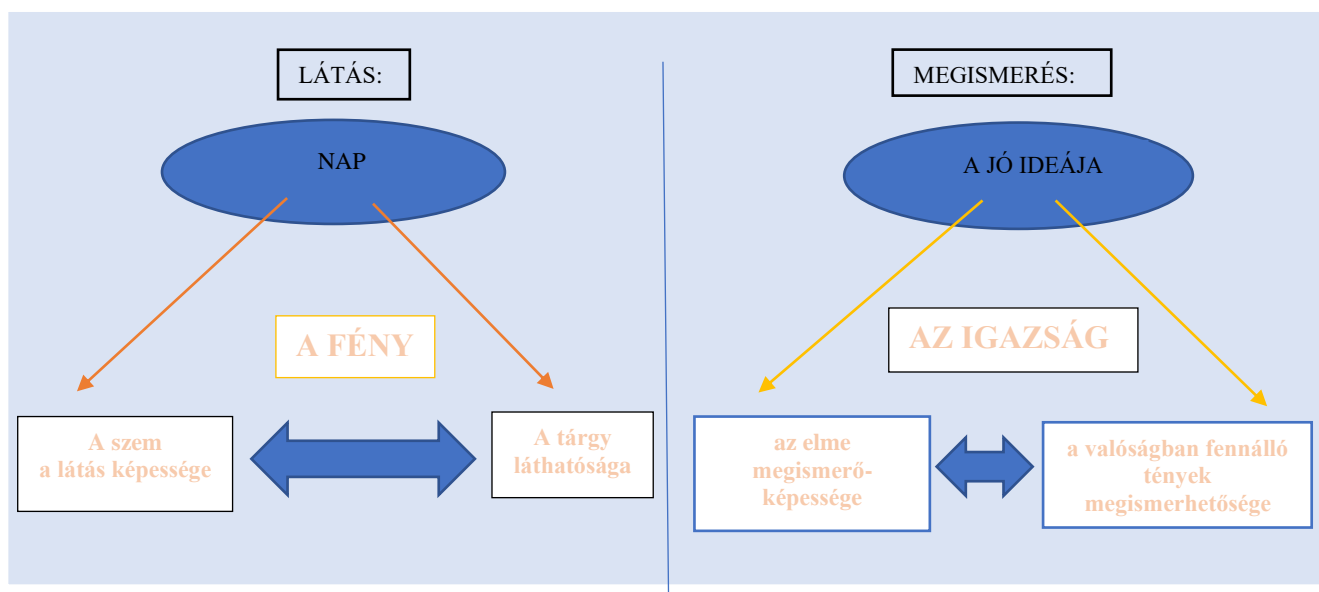 LÁTÁS:
NAP
A FÉNY
A szem
a látás képessége
A tárgy
láthatósága
MEGISMERÉS:
A JÓ IDEÁJA
AZ IGAZSÁG
az elme
megismerő-
képessége
a valóságban fennálló
tények
megismerhetősége